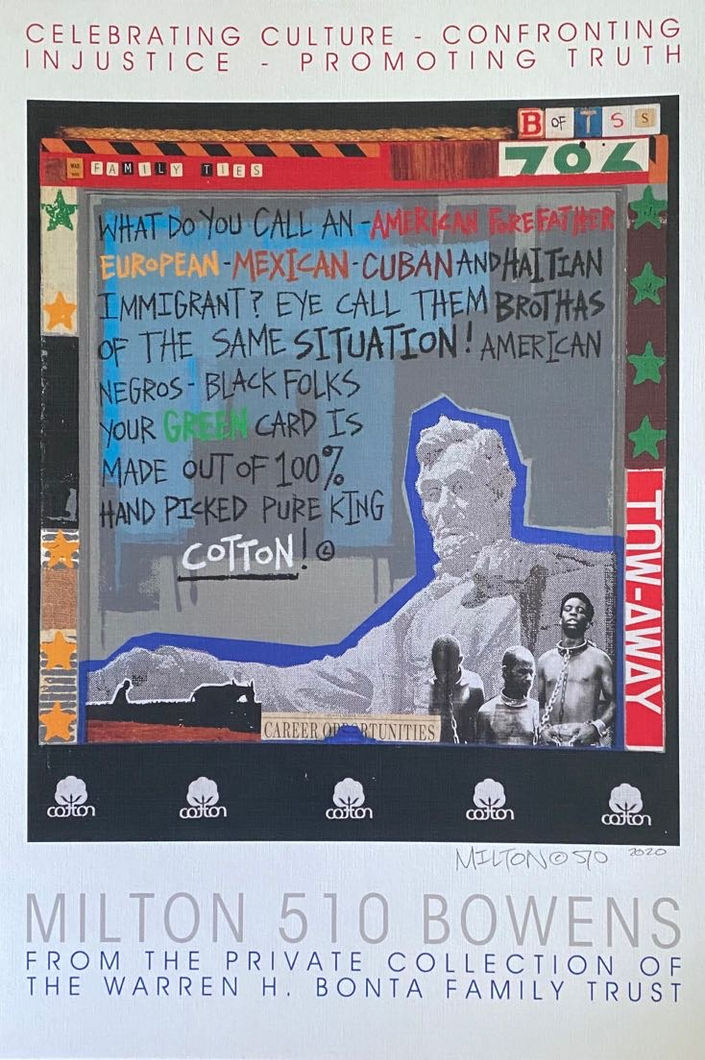 CELEBRATING CULTURE - CONFRONTING
INJUSTICE - PROMOTING TRUTH
B OF T S S
FAMILY TIES
706
WHAT DO YOU CALL AN - AMERICAN FOREFATHER
EUROPEAN - MEXICAN - CUBAN AND HAITIAN
IMMIGRANT? EYE CALL THEM BROTHAS
OF THE SAME SITUATION! AMERICAN
NEGROS - BLACK FOLKS
YOUR GREEN CARD IS
MADE OUT OF 100%
HAND PICKED PURE KING
COTTON! ©
TOW-AWAY
CAREER OPPORTUNITIES
cotton cotton cotton cotton cotton
MILTON © 510 2020
MILTON 510 BOWENS
FROM THE PRIVATE COLLECTION OF
THE WARREN H. BONTA FAMILY TRUST